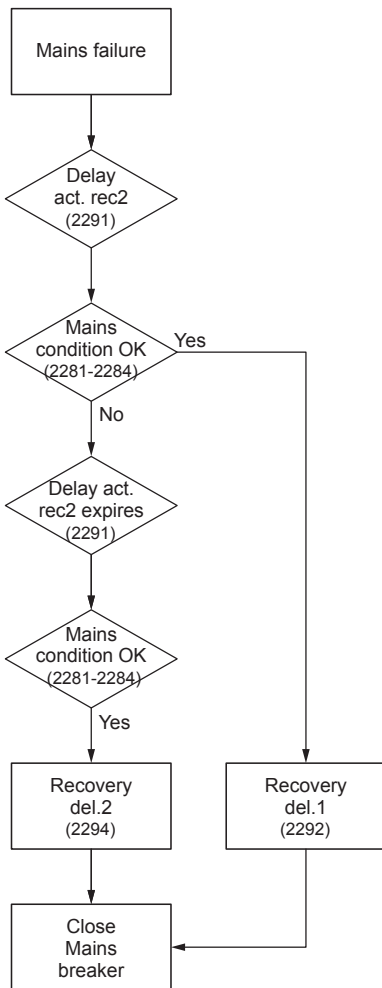 Mains failure
Delay
act. rec2
(2291)
Mains
condition OK
(2281-2284)
Yes
No
Delay act.
rec2 expires
(2291)
Mains
condition OK
(2281-2284)
Yes
Recovery
del.2
(2294)
Recovery
del.1
(2292)
Close
Mains
breaker